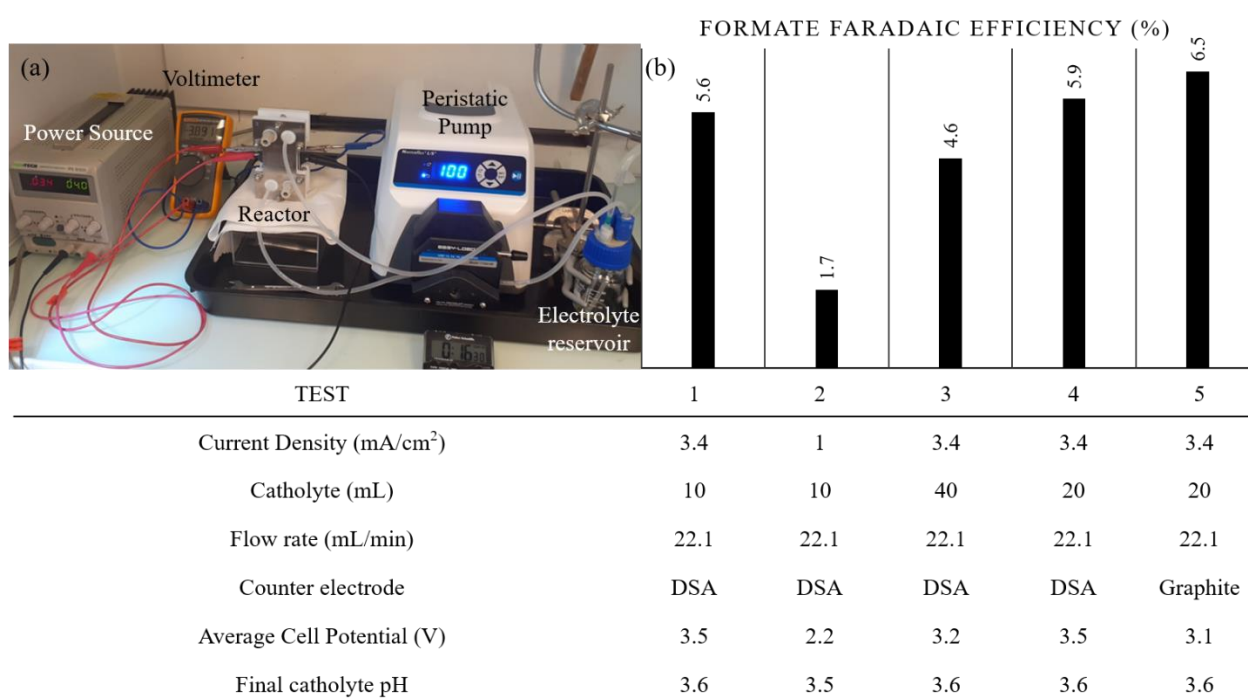 FORMATE FARADAIC EFFICIENCY (%)
(a)
Voltimeter
Power Source
Peristatic
Pump
100
Reactor
Electrolyte
reservoir
(b)
5.6
1.7
4.6
5.9
6.5
TEST 1 2 3 4 5
Current Density (mA/cm²) 3.4 1 3.4 3.4 3.4
Catholyte (mL) 10 10 40 20 20
Flow rate (mL/min) 22.1 22.1 22.1 22.1 22.1
Counter electrode DSA DSA DSA DSA Graphite
Average Cell Potential (V) 3.5 2.2 3.2 3.5 3.1
Final catholyte pH 3.6 3.5 3.6 3.6 3.6